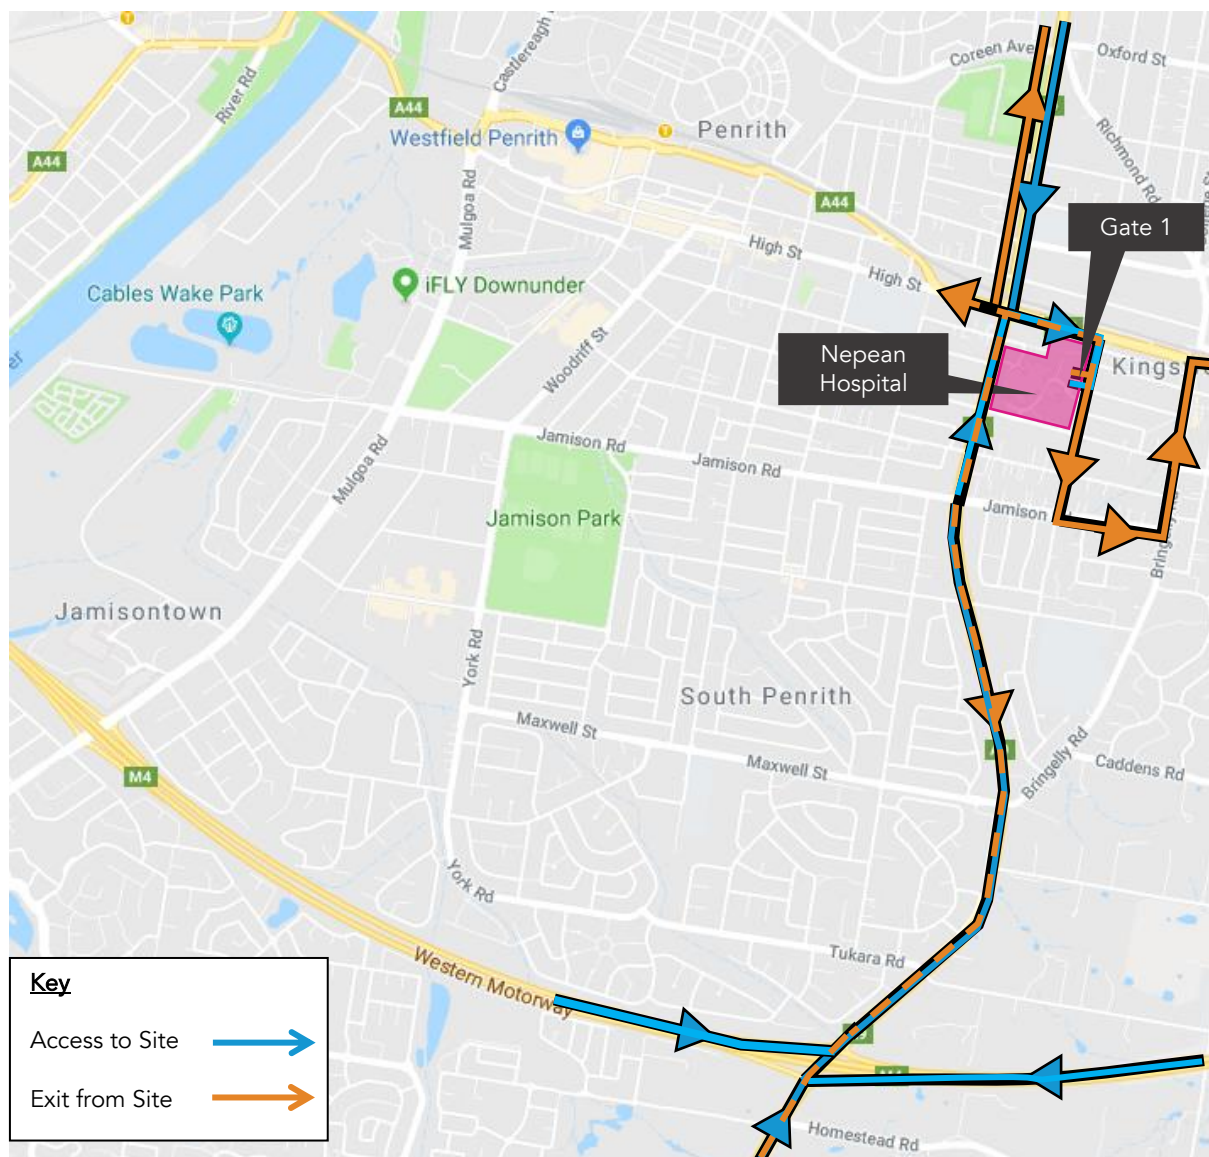 Castlereagh
Coreen Ave
Oxford St
River Rd
A44
A44
Westfield Penrith
Penrith
Richmond Rd
A44
Mulgoa Rd
A44
Gate 1
High St
High St
Cables Wake Park
iFLY Downunder
Woodriff St
Nepean
Hospital
Kings
Jamison Rd
Jamison Rd
Mulgoa Rd
Jamison
Jamison Park
Bringelly Rd
Jamisontown
York Rd
South Penrith
Maxwell St
Maxwell St
Bringelly Rd
Caddens Rd
M4
York Rd
Tukara Rd
Western Motorway
Key
Access to Site
Exit from Site
Homestead Rd